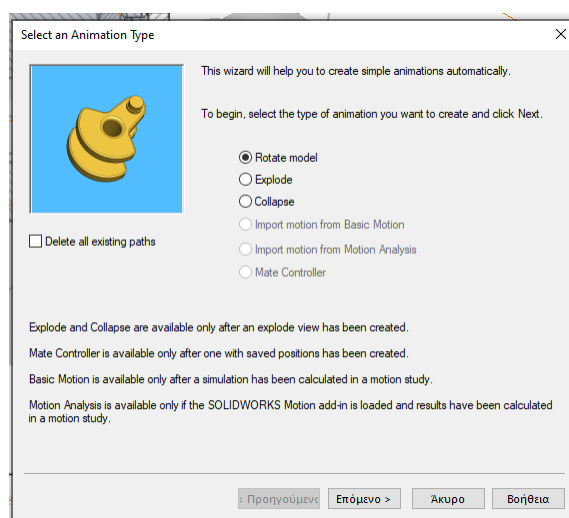 Select an Animation Type
This wizard will help you to create simple animations automatically.
To begin, select the type of animation you want to create and click Next.
Rotate model
Explode
Collapse
Import motion from Basic Motion
Import motion from Motion Analysis
Mate Controller
Delete all existing paths
Explode and Collapse are available only after an explode view has been created.
Mate Controller is available only after one with saved positions has been created.
Basic Motion is available only after a simulation has been calculated in a motion study.
Motion Analysis is available only if the SOLIDWORKS Motion add-in is loaded and results have been calculated
in a motion study.
< Προηγούμενο Επόμενο > Άκυρο Βοήθεια